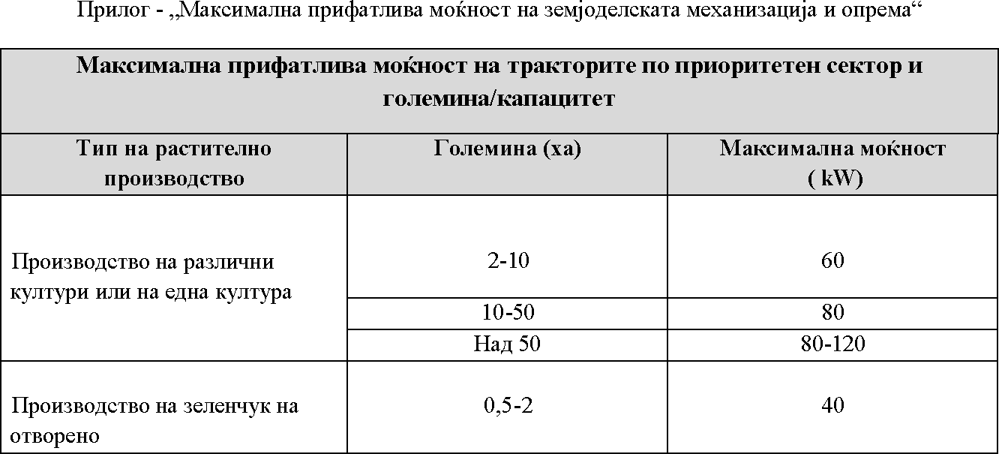 Прилог - „Максимална прифатлива моќност на земјоделската механизација и опрема“
Максимална прифатлива моќност на тракторите по приоритетен сектор и
големина/капацитет
Тип на растително
производство
Големина (ха)
Максимална моќност
( kW)
Производство на различни
култури или на една култура
2-10
60
10-50
80
Над 50
80-120
Производство на зеленчук на
отворено
0,5-2
40